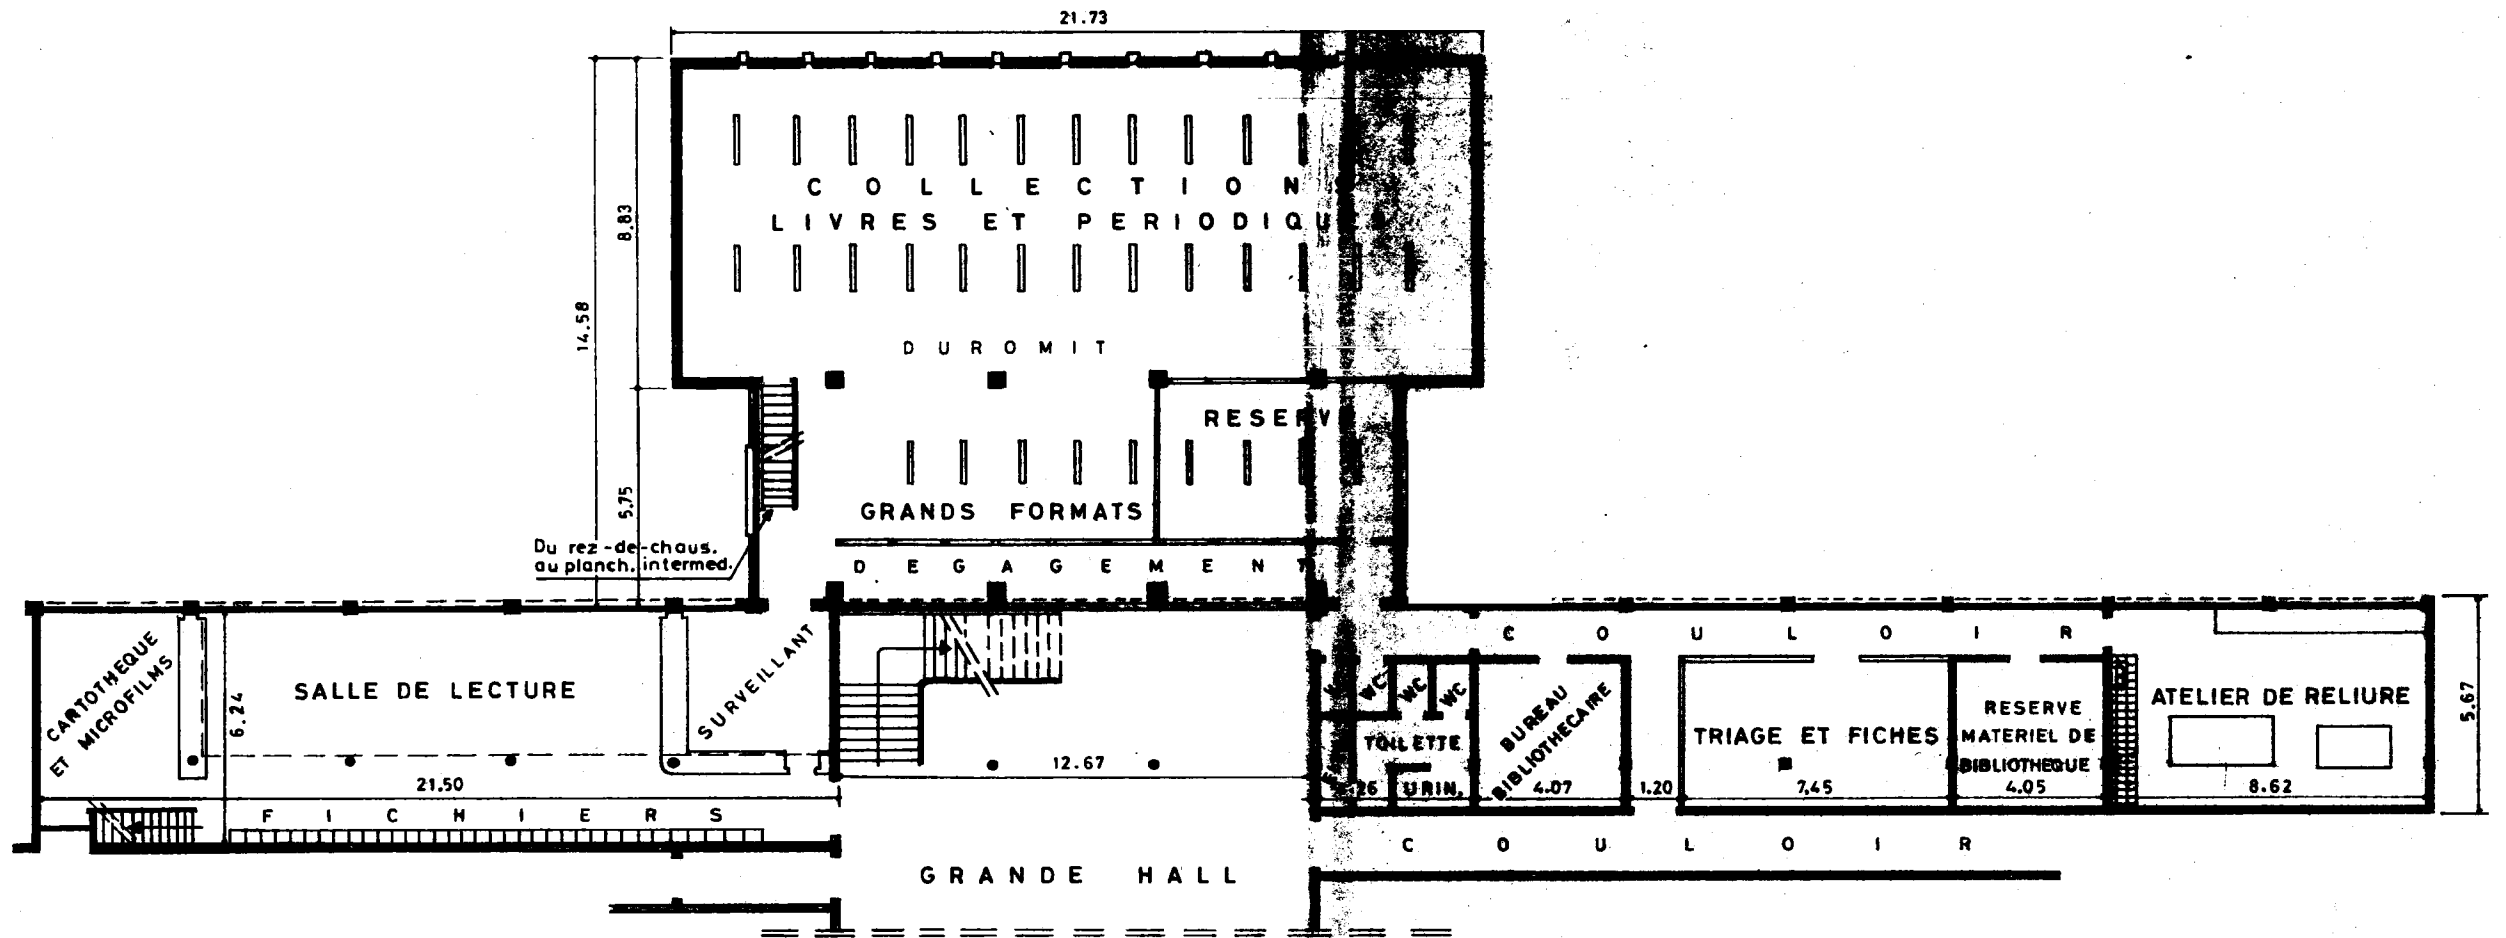 21.73
COLLECTIONS
LIVRES ET PERIODIQU
8.83
14.58
DUROMIT
RESERV
5.75
GRANDS FORMATS
Du rez-de-chaus.
au planch. intermed.
DEGAGEMENT
COULOIR
CARTOTHEQUE
ET MICROFILMS
SALLE DE LECTURE
6.24
SURVEILLANT
WC
WC
WC
TOILETTE
URIN.
BUREAU
BIBLIOTHECAIRE
TRIAGE ET FICHES
RESERVE
MATERIEL DE
BIBLIOTHEQUE
ATELIER DE RELIURE
5.67
12.67
21.50
4.07
1.20
7.45
4.05
8.62
FICHIERS
COULOIR
GRANDE HALL